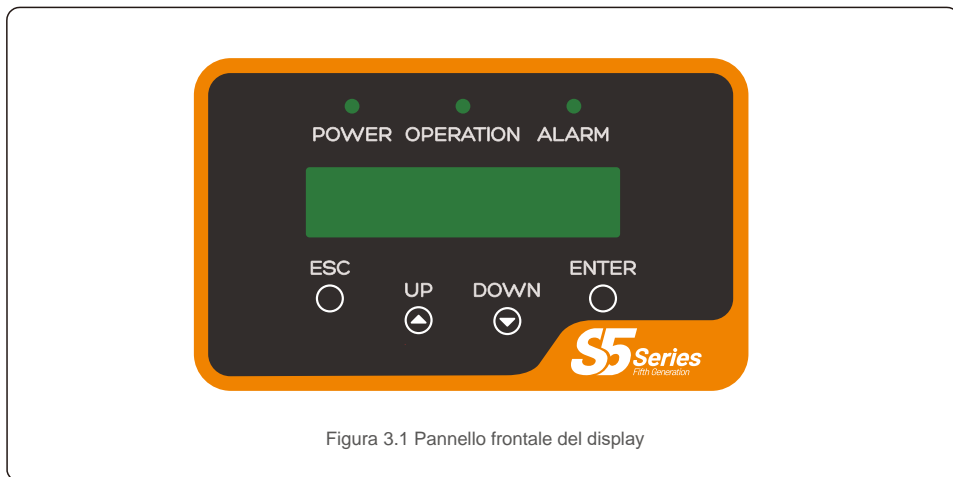 POWER OPERATION ALARM
ESC ENTER
UP DOWN
S5 Series
Fifth Generation
Figura 3.1 Pannello frontale del display